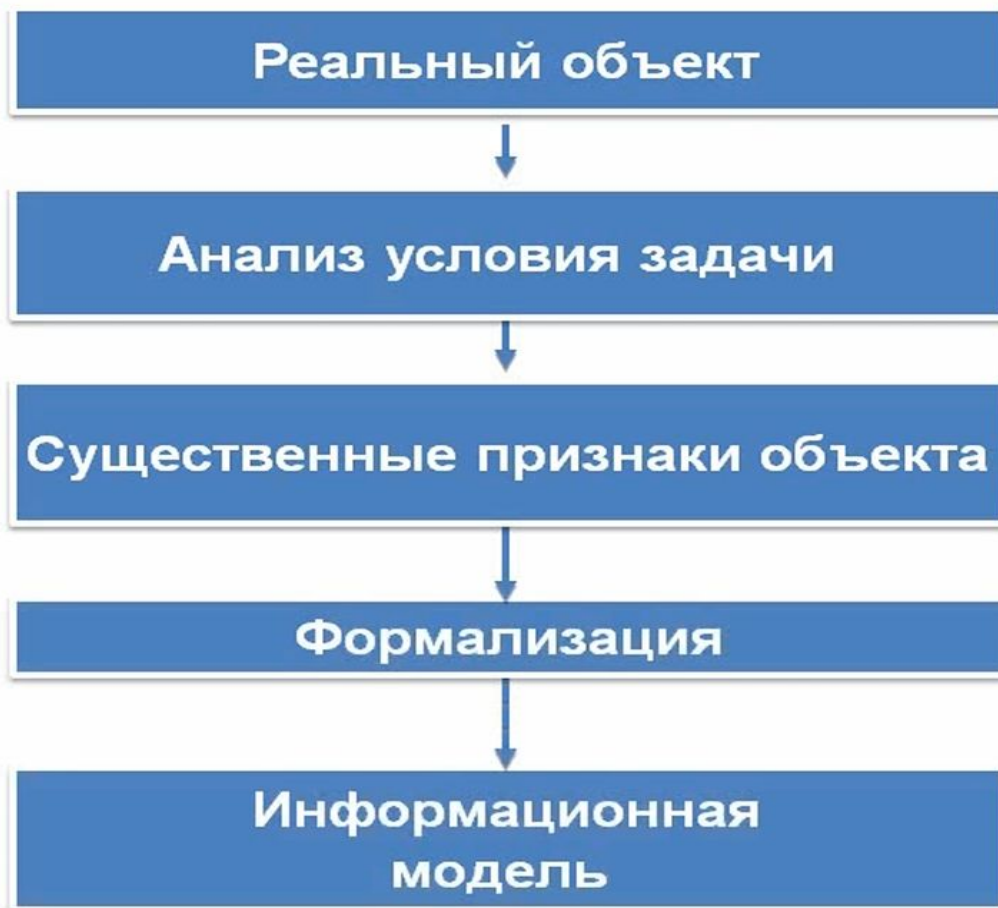 Реальный объект
Анализ условия задачи
Существенные признаки объекта
Формализация
Информационная
модель